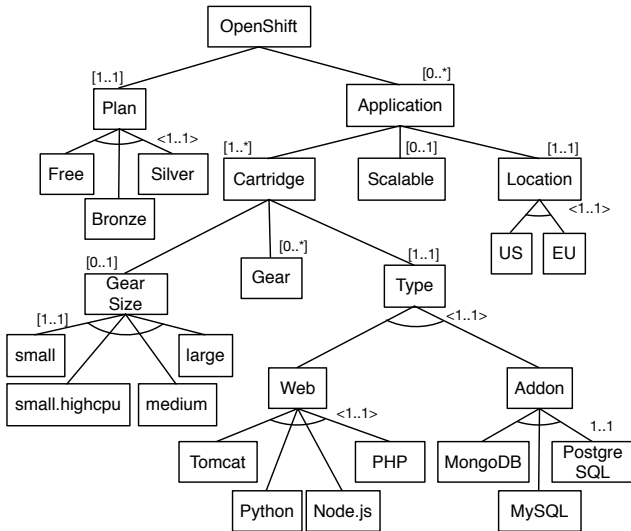 OpenShift
[1..1]
[0..*]
Plan
Application
<1..1>
[1..*]
[0..1]
[1..1]
Free
Silver
Cartridge
Scalable
Location
Bronze
<1..1>
[0..1]
[0..*]
[1..1]
US
EU
Gear
Size
Gear
Type
[1..1]
<1..1>
small
large
small.highcpu
medium
Web
Addon
<1..1>
1..1
Tomcat
PHP
MongoDB
Postgre
SQL
Python
Node.js
MySQL